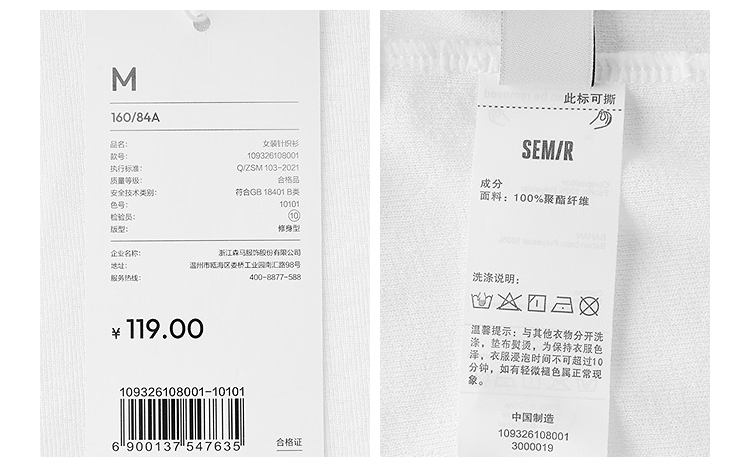 M
160/84A
品名: 女装针织衫
款号: 109326108001
执行标准: Q/ZSM 103-2021
质量等级: 合格品
安全技术类别: 符合GB 18401 B类
色号: 10101
检验员: 10
版型: 修身型
企业名称: 浙江森马服饰股份有限公司
地址: 温州市瓯海区娄桥工业园南汇路98号
服务热线: 400-8877-588
¥ 119.00
109326108001-10101
6 900137 547635
合格证
此标可撕
SEM/R
成分
面料: 100%聚酯纤维
洗涤说明:
温馨提示: 与其他衣物分开洗
涤, 垫布熨烫, 为保持衣服色
泽, 衣服浸泡时间不可超过10
分钟, 如有轻微褪色属正常现
象。
中国制造
109326108001
3000019